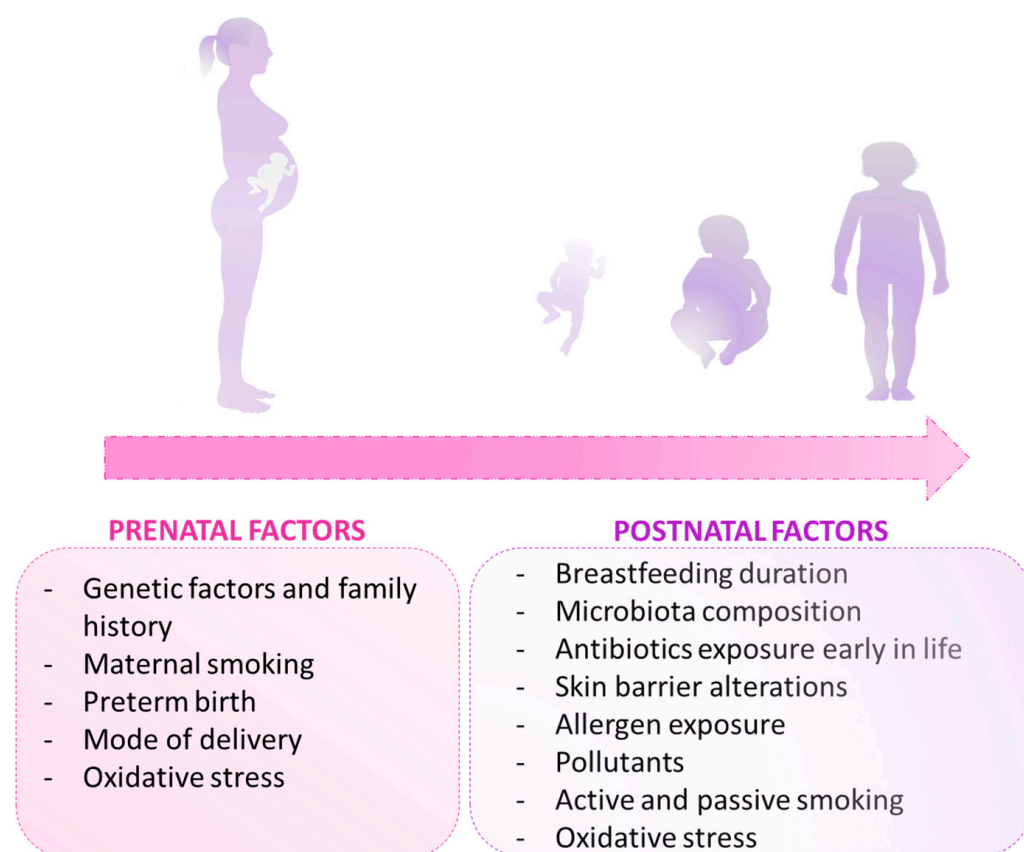 PRENATAL FACTORS
- Genetic factors and family
history
- Maternal smoking
- Preterm birth
- Mode of delivery
- Oxidative stress
POSTNATAL FACTORS
- Breastfeeding duration
- Microbiota composition
- Antibiotics exposure early in life
- Skin barrier alterations
- Allergen exposure
- Pollutants
- Active and passive smoking
- Oxidative stress